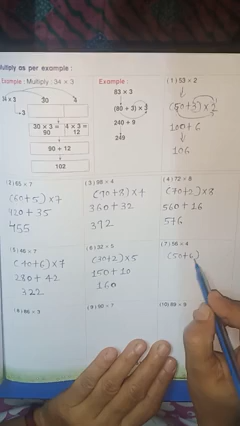 Multiply as per example :
Example : Multiply : 34 × 3
34 × 3
30 4
×3
30 × 3 = 90
4 × 3 = 12
90 + 12
102
Example :
83 × 3
(80 + 3) × 3
240 + 9
249
(1) 53 × 2
(50+3) × 2
100 + 6
106
(2) 65 × 7
(60+5) × 7
420 + 35
455
(3) 98 × 4
(90+8) × 4
360 + 32
392
(4) 72 × 8
(70+2) × 8
560 + 16
576
(5) 46 × 7
(40+6) × 7
280 + 42
322
(6) 32 × 5
(30+2) × 5
150 + 10
160
(7) 56 × 4
(50+6)
(8) 86 × 3
(9) 90 × 7
(10) 89 × 9